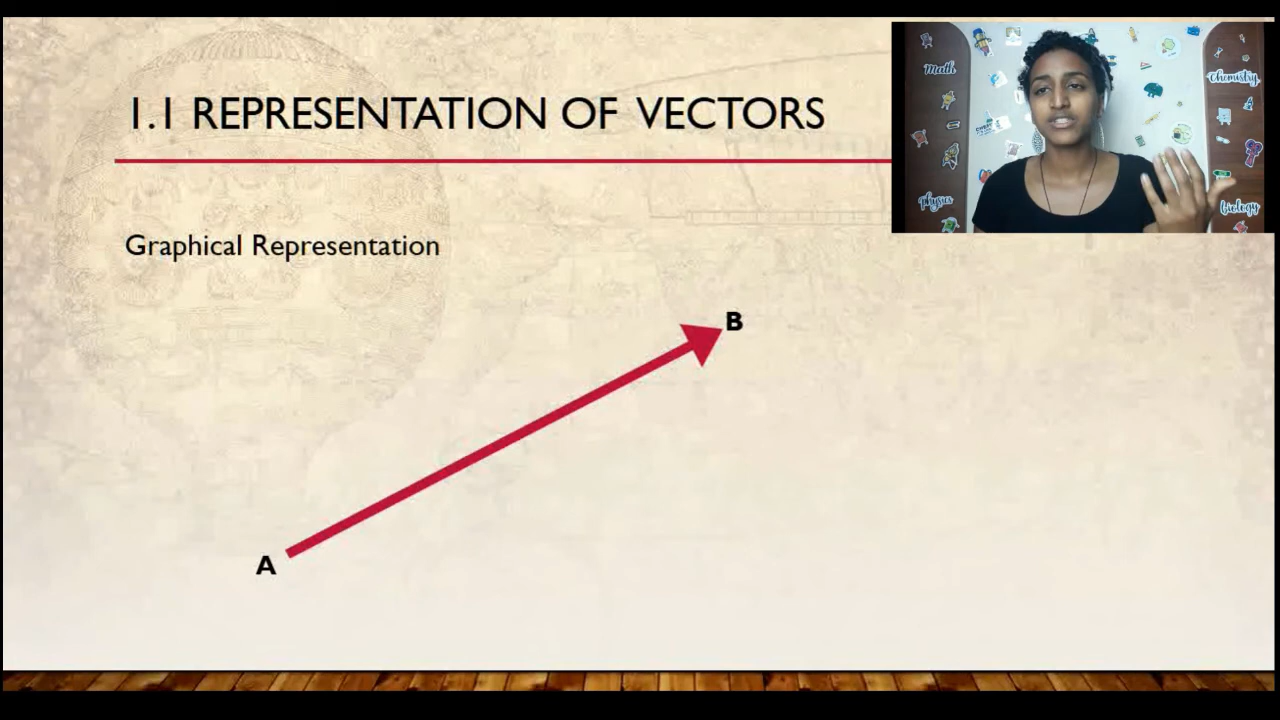 1.1 REPRESENTATION OF VECTORS
Math
Chemistry
physics
biology
Graphical Representation
B
A